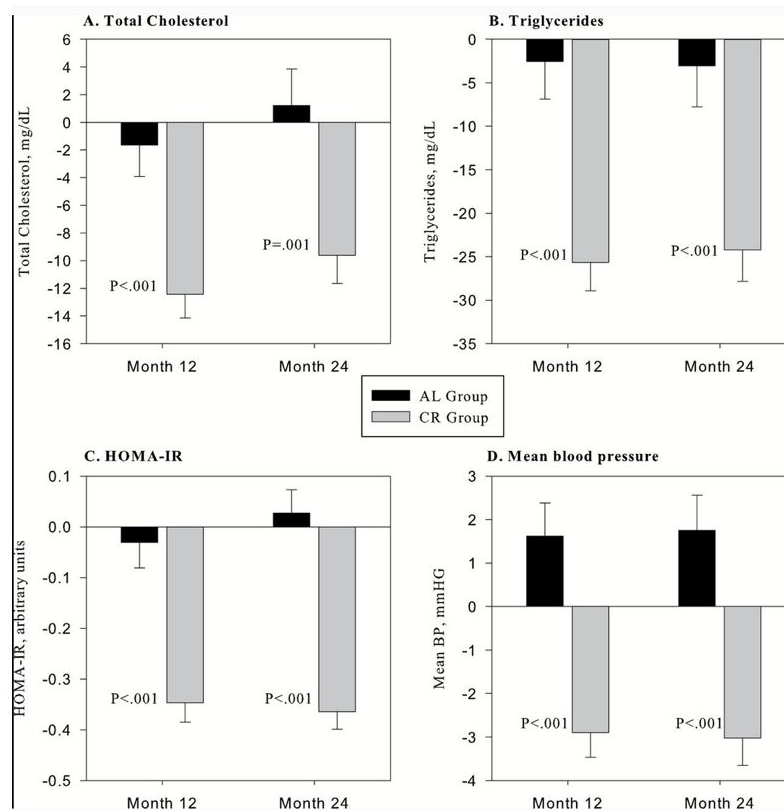 A. Total Cholesterol
Total Cholesterol, mg/dL
6
4
2
0
-2
-4
-6
-8
-10
-12
-14
-16
P<.001
P=.001
Month 12
Month 24
B. Triglycerides
Triglycerides, mg/dL
0
-5
-10
-15
-20
-25
-30
-35
P<.001
P<.001
Month 12
Month 24
AL Group
CR Group
C. HOMA-IR
HOMA-IR, arbitrary units
0.1
0.0
-0.1
-0.2
-0.3
-0.4
-0.5
P<.001
P<.001
Month 12
Month 24
D. Mean blood pressure
Mean BP, mmHG
3
2
1
0
-1
-2
-3
-4
P<.001
P<.001
Month 12
Month 24